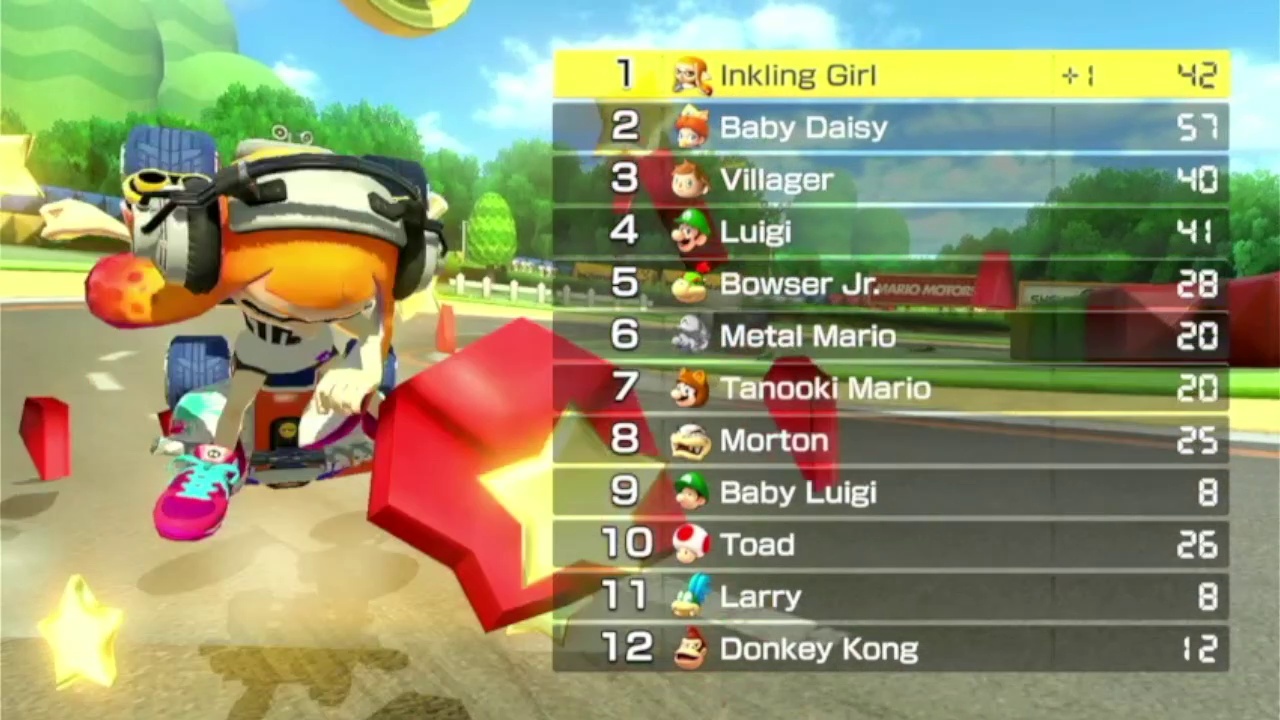 1 Inkling Girl +1 42
2 Baby Daisy 57
3 Villager 40
4 Luigi 41
5 Bowser Jr. 28
6 Metal Mario 20
7 Tanooki Mario 20
8 Morton 25
9 Baby Luigi 8
10 Toad 26
11 Larry 8
12 Donkey Kong 12
MARIO MOTORS